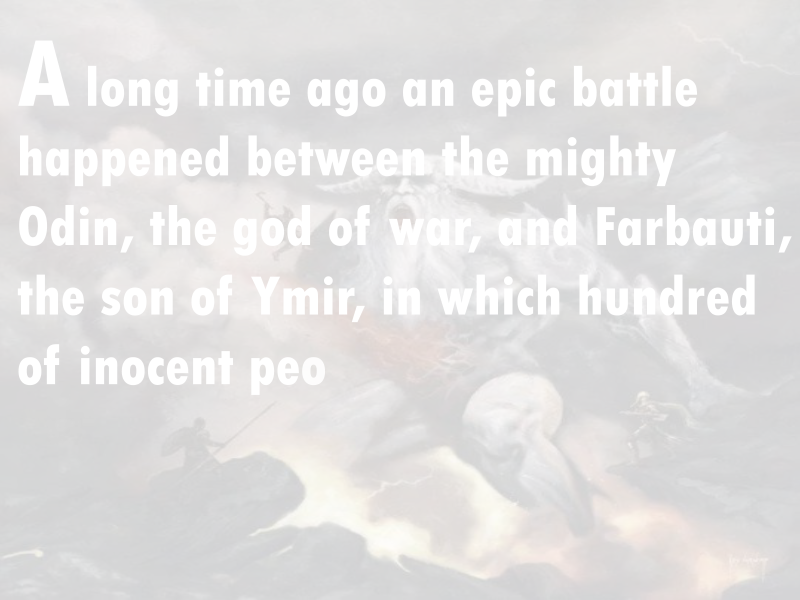 A long time ago an epic battle
happened between the mighty
Odin, the god of war, and Farbauti,
the son of Ymir, in which hundred
of inocent peo